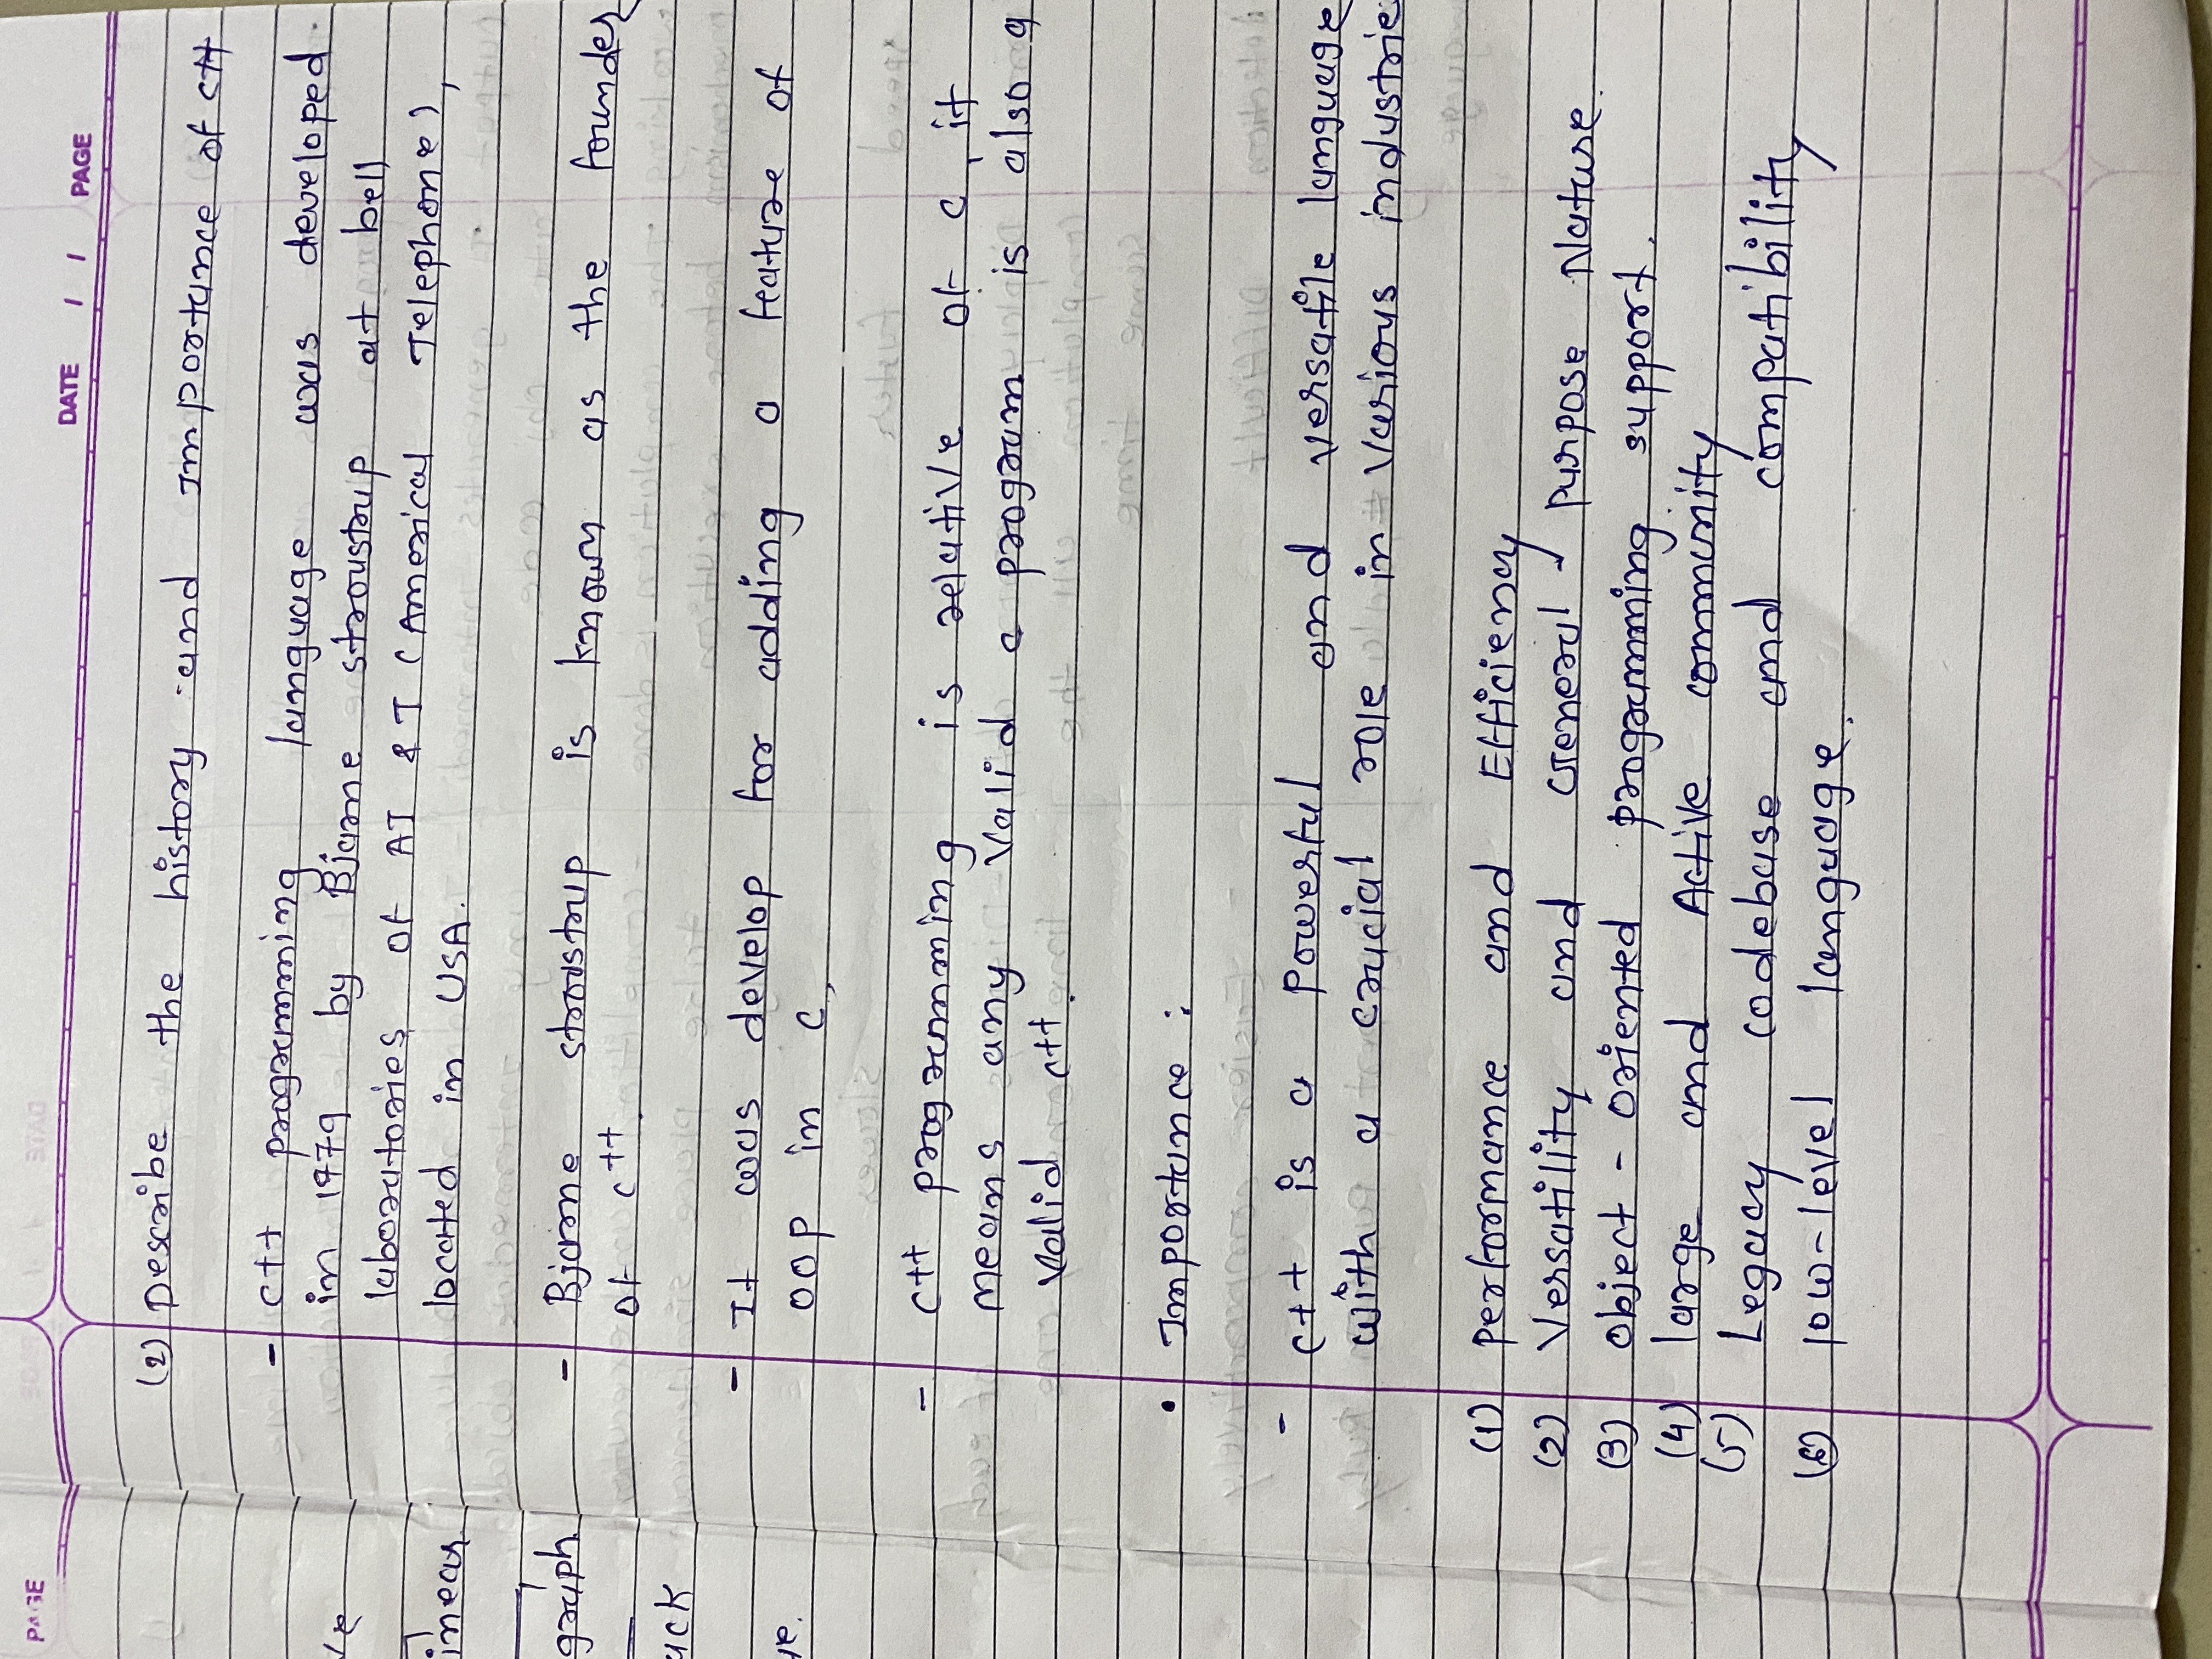 PAGE
DATE / / PAGE
(2) Describe the history and Importance of C++
- C++ programming language was developed
in 1979 by Bjarne stroustrup at bell
laboratories of AT & T (Americal Telephone),
located in USA.
- Bjarne stroustrup is known as the founder
of C++.
- It was develop for adding a feature of
OOP in C,
- C++ programming is relative of C, it
means any valid c program is also a
valid C++.
• Importance :
- C++ is a powerful and versatile language
with a crucial role in various industrie
(1) performance and Efficiency
(2) Versatility and General - purpose Nature.
(3) object - oriented programming support.
(4) large and Active community
(5) Legacy codebase and compatibility
(6) low-level language.
inear
graph